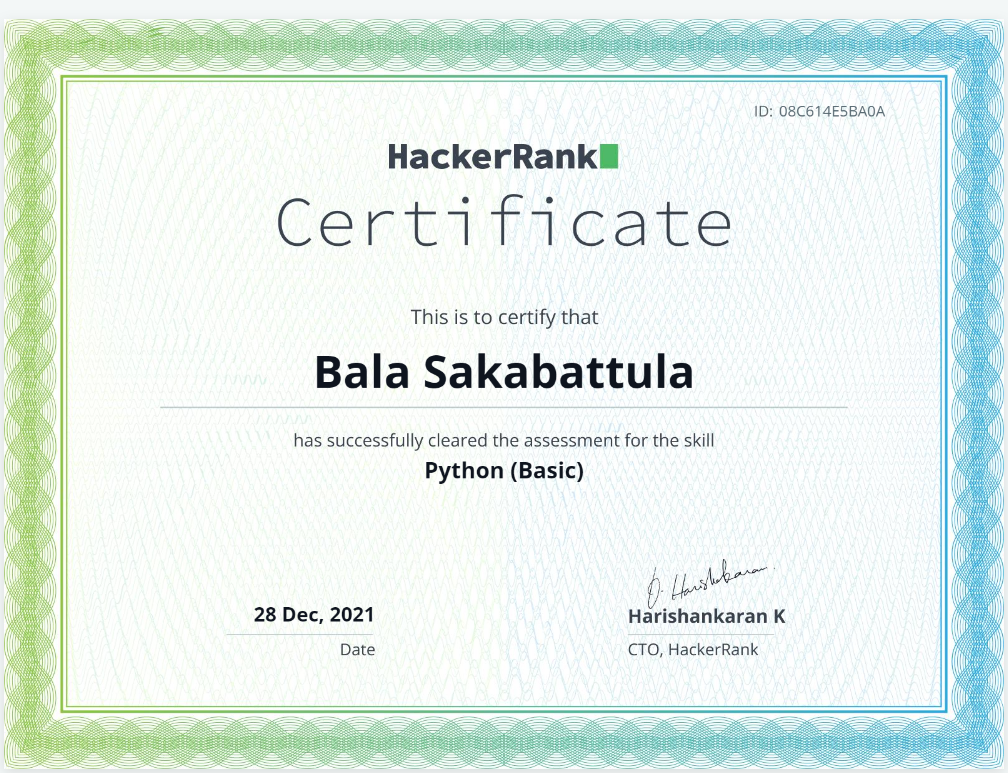 ID: 08C614E5BA0A
HackerRank
Certificate
This is to certify that
Bala Sakabattula
has successfully cleared the assessment for the skill
Python (Basic)
28 Dec, 2021
Date
Harishankaran K
CTO, HackerRank